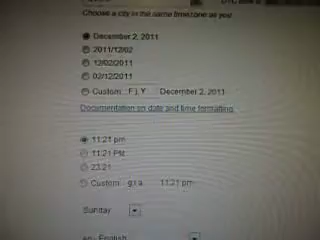 Choose a city in the same timezone as you
December 2, 2011
2011/12/02
12/02/2011
02/12/2011
Custom: F j, Y December 2, 2011
Documentation on date and time formatting
11:21 pm
11:21 PM
23:21
Custom: g:i a 11:21 pm
Sunday
en - English